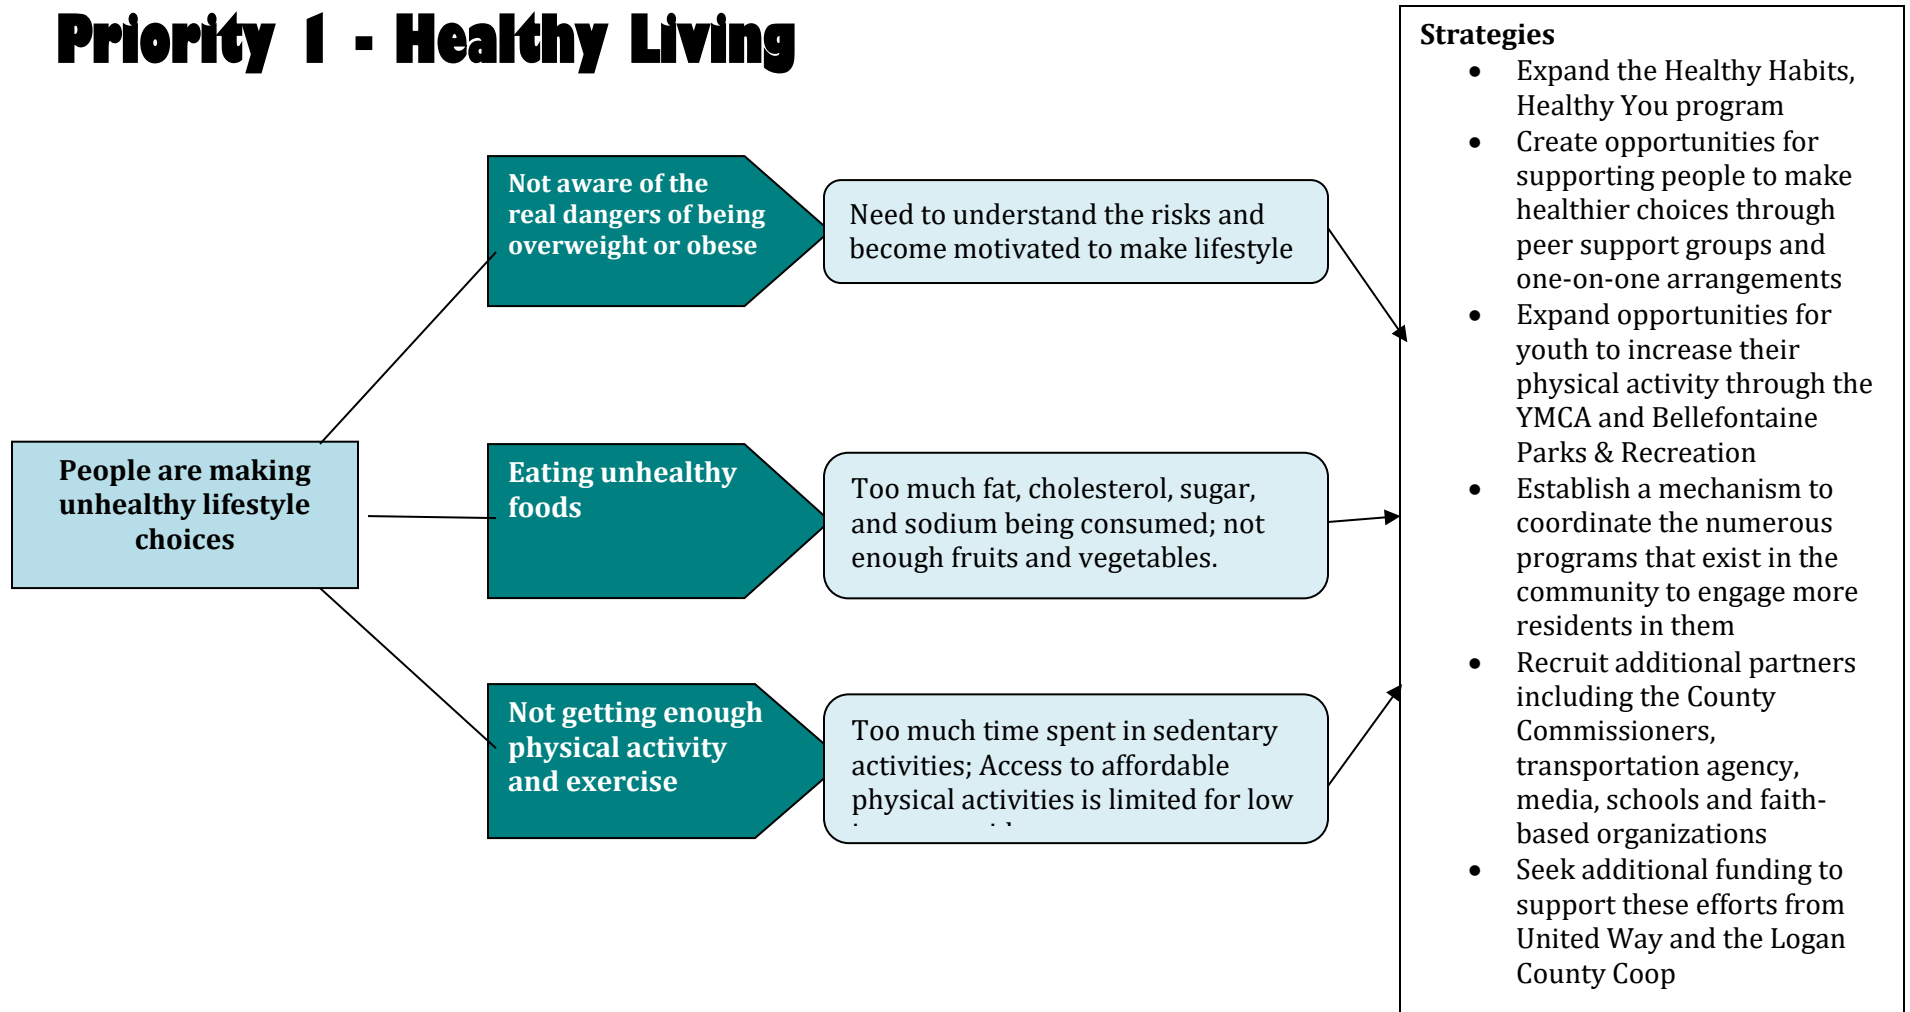 Priority 1 - Healthy Living
People are making
unhealthy lifestyle
choices
Not aware of the
real dangers of being
overweight or obese
Need to understand the risks and
become motivated to make lifestyle
Eating unhealthy
foods
Too much fat, cholesterol, sugar,
and sodium being consumed; not
enough fruits and vegetables.
Not getting enough
physical activity
and exercise
Too much time spent in sedentary
activities; Access to affordable
physical activities is limited for low
Strategies
• Expand the Healthy Habits,
Healthy You program
• Create opportunities for
supporting people to make
healthier choices through
peer support groups and
one-on-one arrangements
• Expand opportunities for
youth to increase their
physical activity through the
YMCA and Bellefontaine
Parks & Recreation
• Establish a mechanism to
coordinate the numerous
programs that exist in the
community to engage more
residents in them
• Recruit additional partners
including the County
Commissioners,
transportation agency,
media, schools and faith-
based organizations
• Seek additional funding to
support these efforts from
United Way and the Logan
County Coop